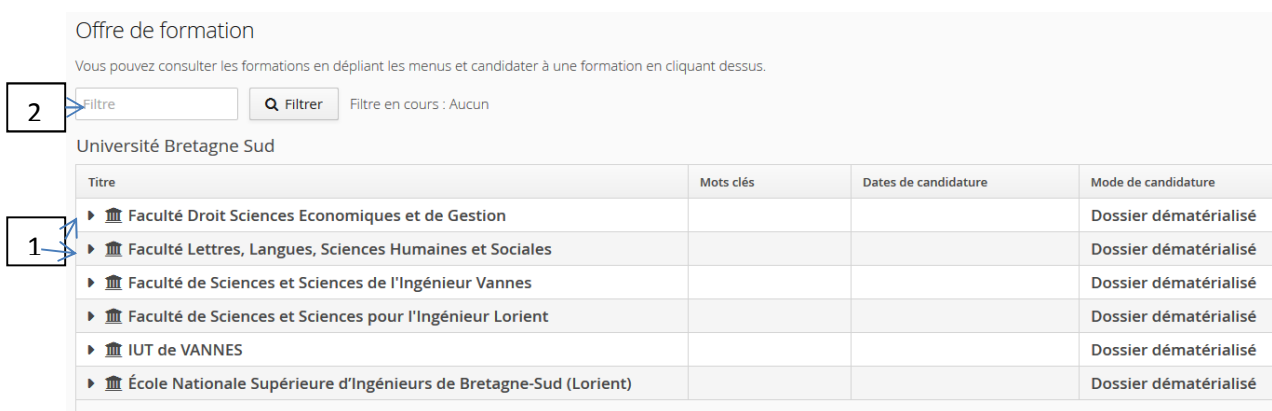 Offre de formation
Vous pouvez consulter les formations en dépliant les menus et candidater à une formation en cliquant dessus.
2
Filtre Filtrer Filtre en cours : Aucun
Université Bretagne Sud
Titre Mots clés Dates de candidature Mode de candidature
Faculté Droit Sciences Economiques et de Gestion Dossier dématérialisé
1
Faculté Lettres, Langues, Sciences Humaines et Sociales Dossier dématérialisé
Faculté de Sciences et Sciences de l'Ingénieur Vannes Dossier dématérialisé
Faculté de Sciences et Sciences pour l'Ingénieur Lorient Dossier dématérialisé
IUT de VANNES Dossier dématérialisé
École Nationale Supérieure d’Ingénieurs de Bretagne-Sud (Lorient) Dossier dématérialisé